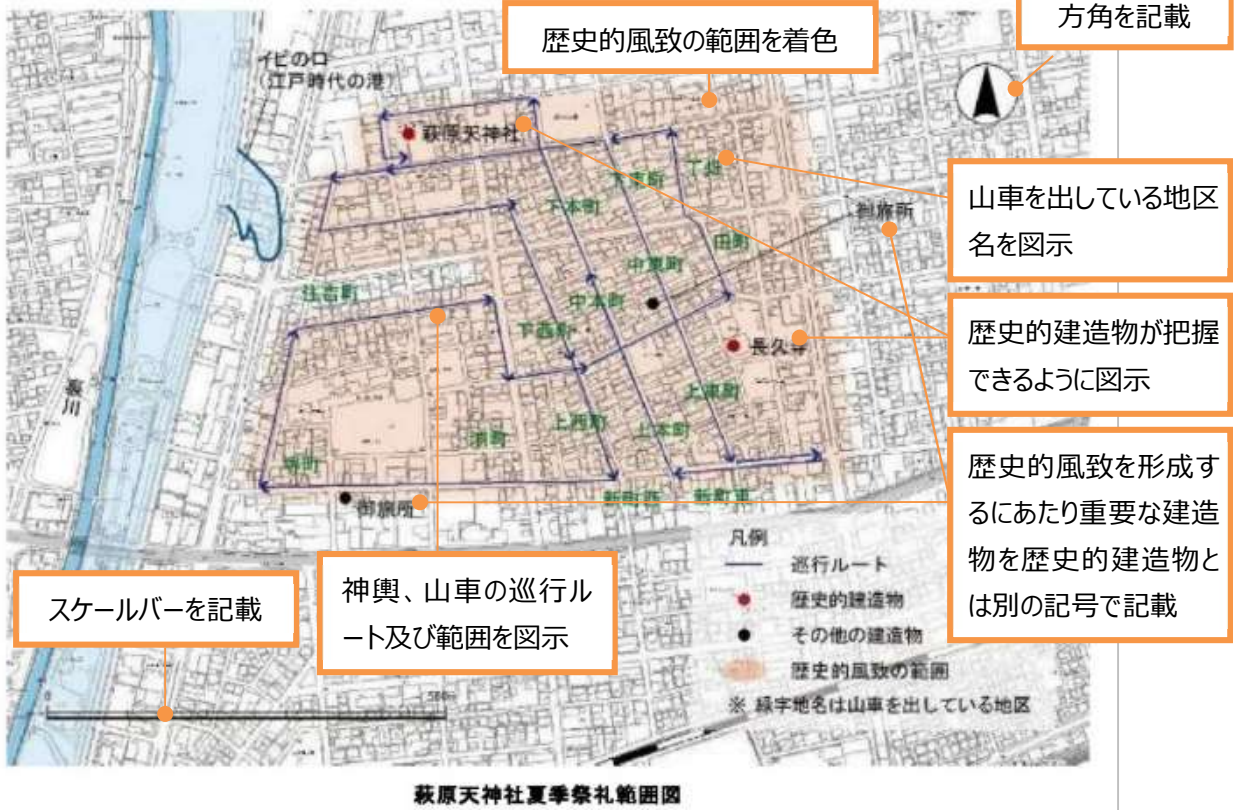 方角を記載
歴史的風致の範囲を着色
イビの口
(江戸時代の港)
萩原天神社
下東町
丁組
下本町
御旅所
山車を出している地区
名を図示
田町
中東町
住吉町
中本町
下西町
長久寺
歴史的建造物が把握
できるように図示
上東町
上西町
上本町
歴史的風致を形成す
るにあたり重要な建造
物を歴史的建造物と
は別の記号で記載
御旅所
新町西
新町東
凡例
巡行ルート
歴史的建造物
その他の建造物
歴史的風致の範囲
※ 緑字地名は山車を出している地区
神輿、山車の巡行ル
ート及び範囲を図示
スケールバーを記載
500m
萩原天神社夏季祭礼範囲図